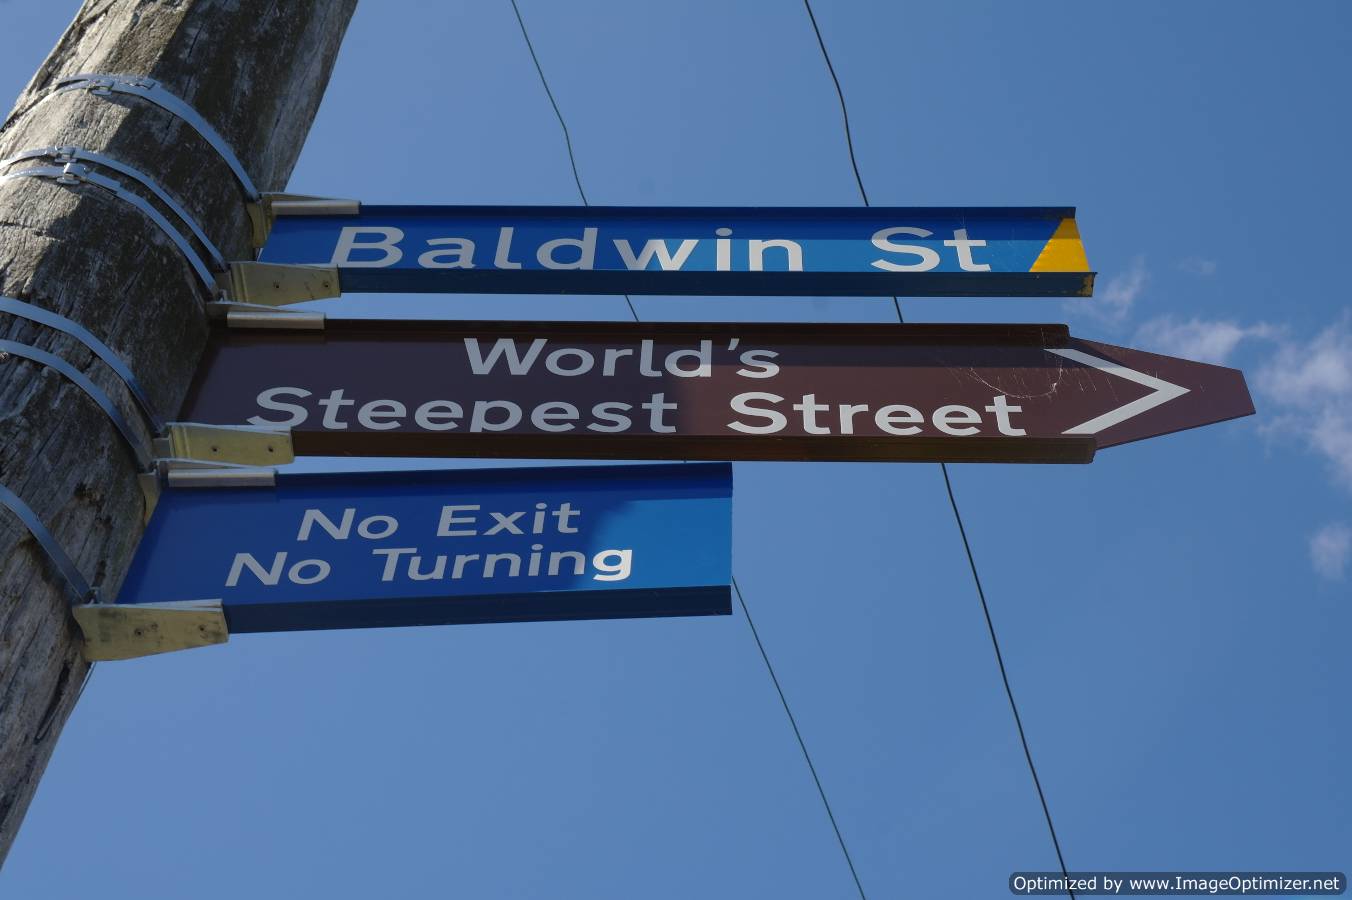 Baldwin St
World's
Steepest Street
No Exit
No Turning
Optimized by www.ImageOptimizer.net